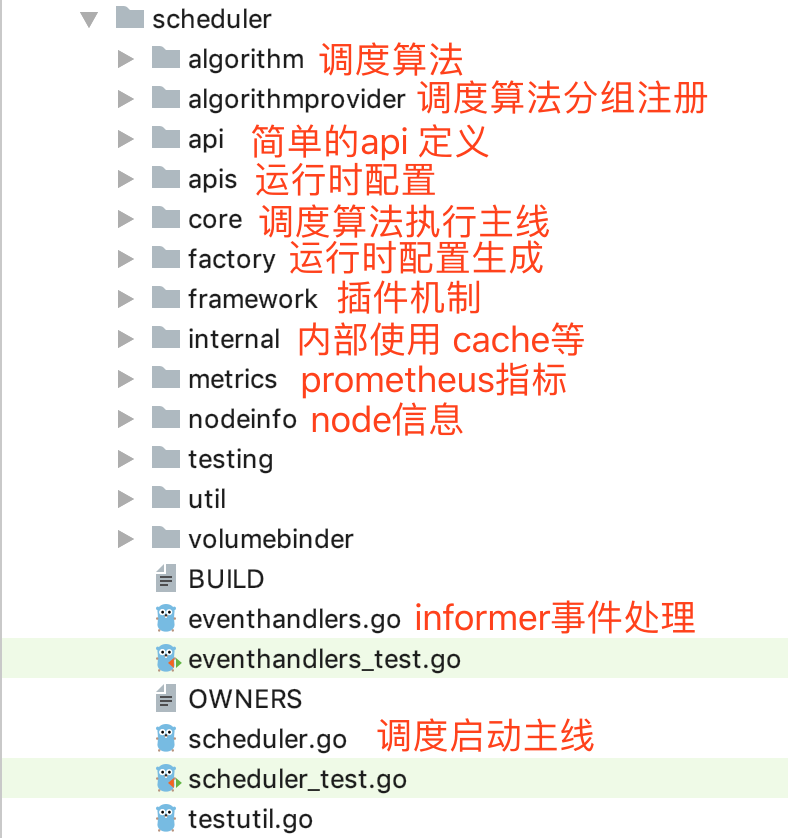 scheduler
algorithm 调度算法
algorithmprovider 调度算法分组注册
api 简单的api 定义
apis 运行时配置
core 调度算法执行主线
factory 运行时配置生成
framework 插件机制
internal 内部使用 cache等
metrics prometheus指标
nodeinfo node信息
testing
util
volumebinder
BUILD
eventhandlers.go informer事件处理
eventhandlers_test.go
OWNERS
scheduler.go 调度启动主线
scheduler_test.go
testutil.go